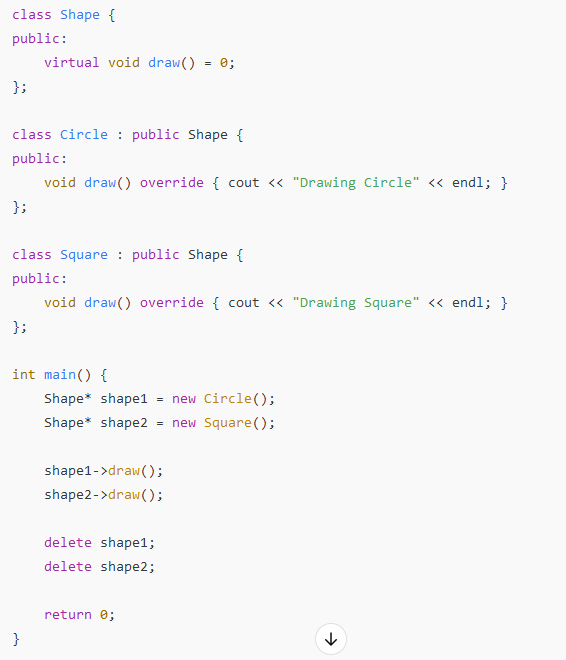 class Shape {
public:
    virtual void draw() = 0;
};

class Circle : public Shape {
public:
    void draw() override { cout << "Drawing Circle" << endl; }
};

class Square : public Shape {
public:
    void draw() override { cout << "Drawing Square" << endl; }
};

int main() {
    Shape* shape1 = new Circle();
    Shape* shape2 = new Square();

    shape1->draw();
    shape2->draw();

    delete shape1;
    delete shape2;

    return 0;
}